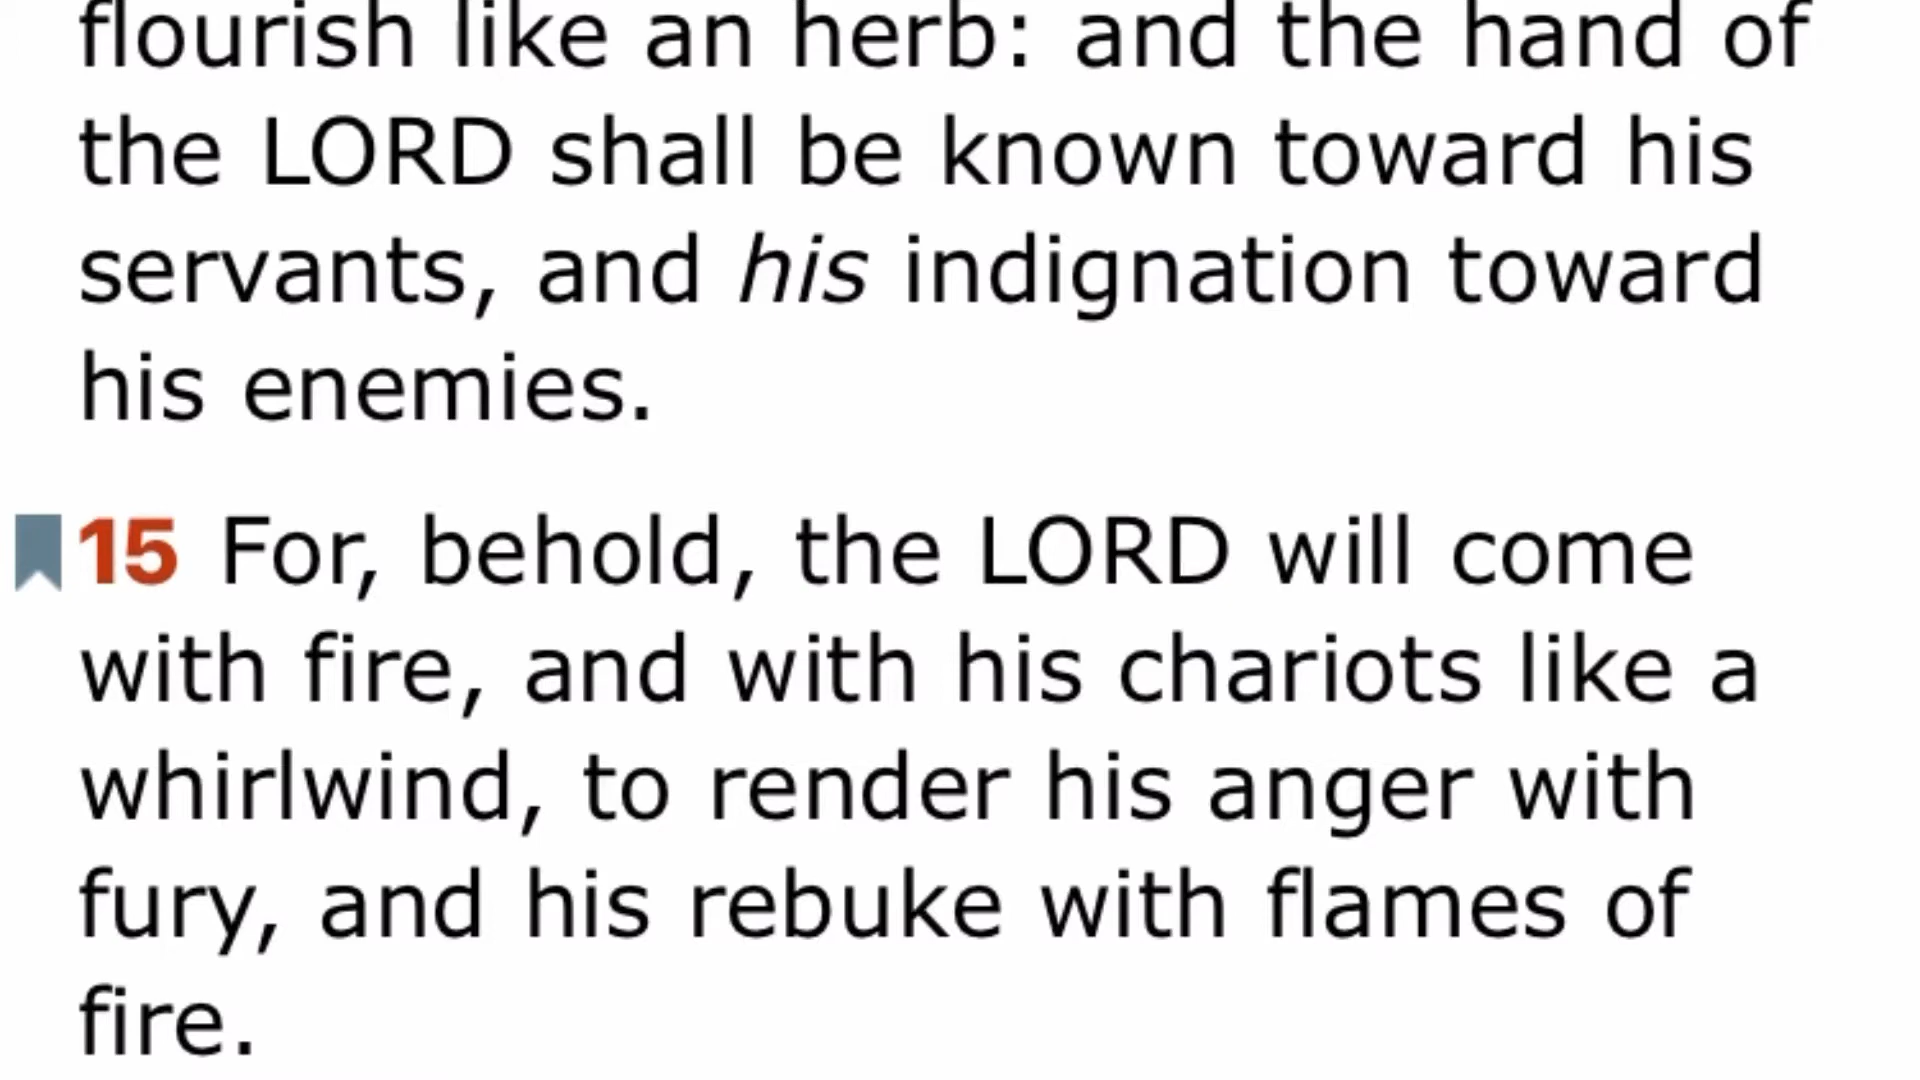 flourish like an herb: and the hand of
the LORD shall be known toward his
servants, and his indignation toward
his enemies.
15 For, behold, the LORD will come
with fire, and with his chariots like a
whirlwind, to render his anger with
fury, and his rebuke with flames of
fire.